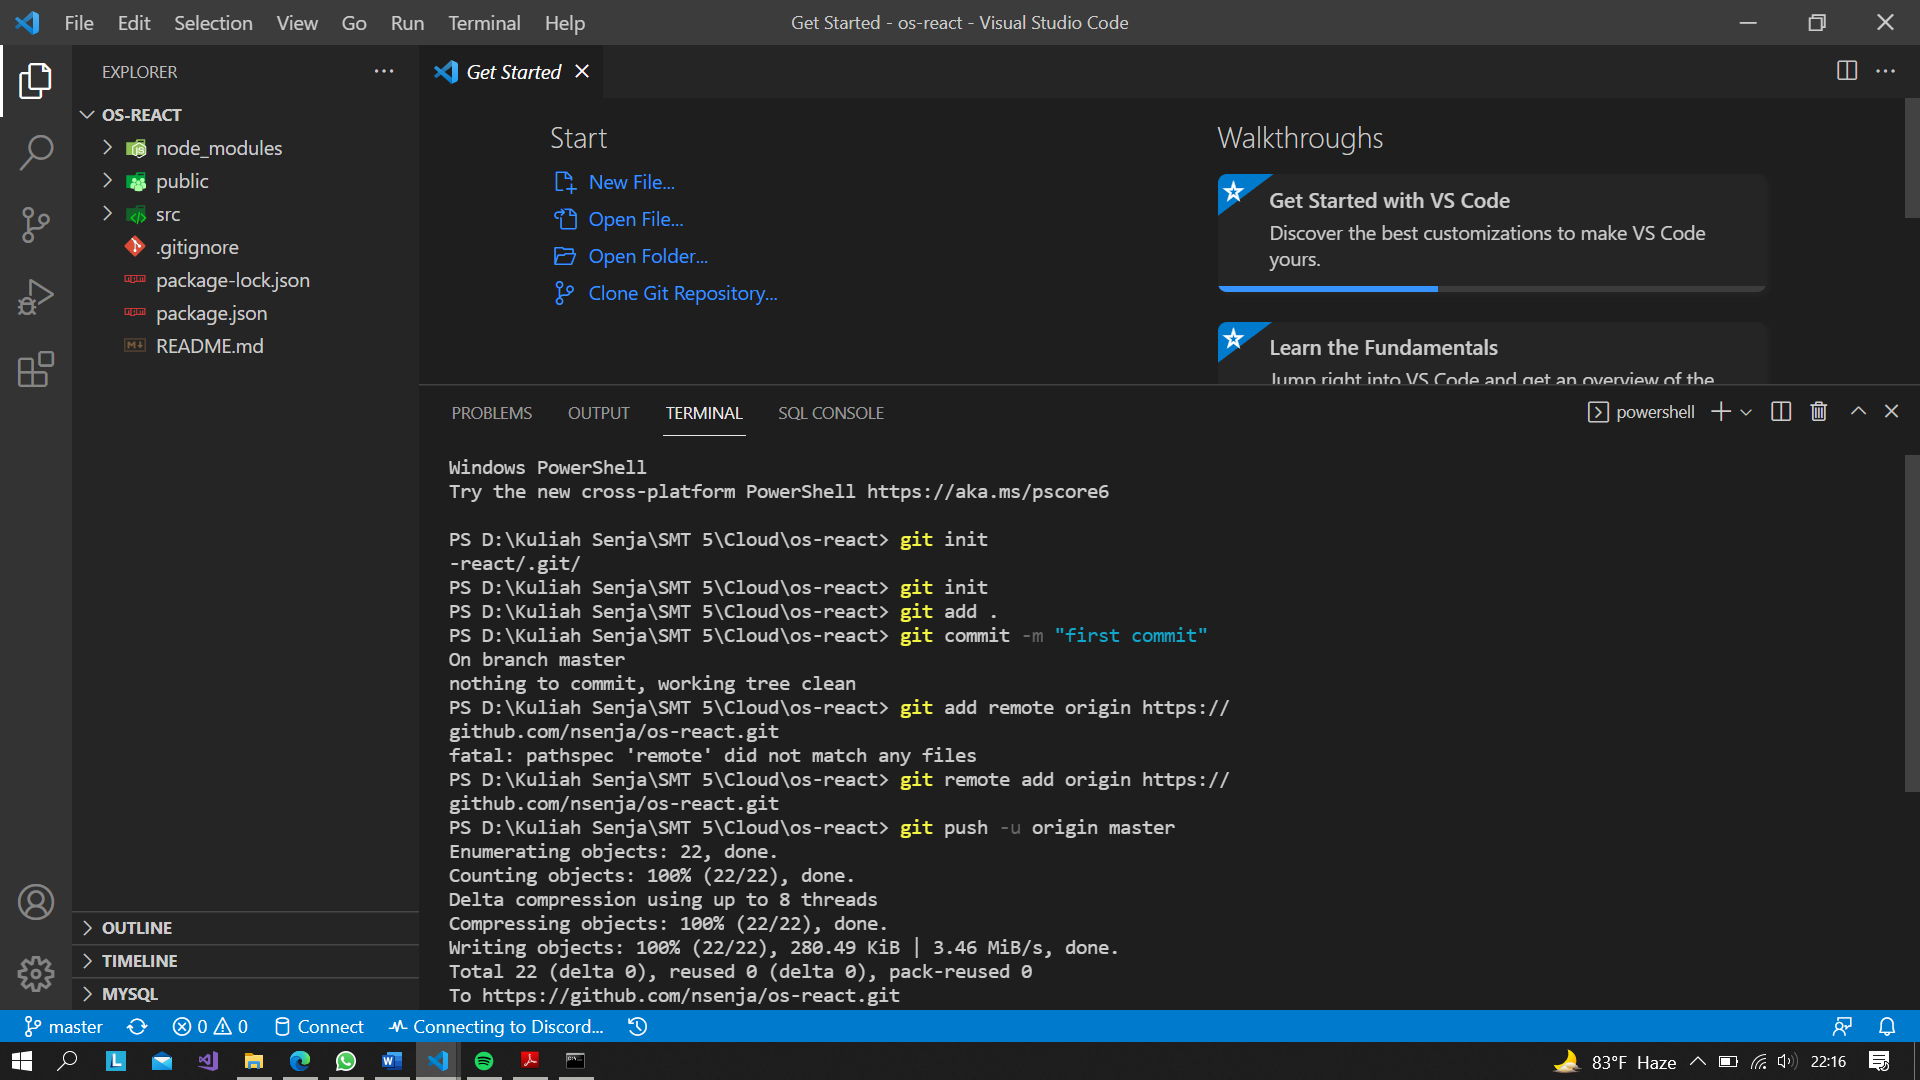 File Edit Selection View Go Run Terminal Help
Get Started - os-react - Visual Studio Code
EXPLORER
OS-REACT
node_modules
public
src
.gitignore
package-lock.json
package.json
README.md
OUTLINE
TIMELINE
MYSQL
Get Started
Start
New File...
Open File...
Open Folder...
Clone Git Repository...
Walkthroughs
Get Started with VS Code
Discover the best customizations to make VS Code
yours.
Learn the Fundamentals
Jump right into VS Code and get an overview of the
PROBLEMS OUTPUT TERMINAL SQL CONSOLE
powershell
Windows PowerShell
Try the new cross-platform PowerShell https://aka.ms/pscore6
PS D:\Kuliah Senja\SMT 5\Cloud\os-react> git init
-react/.git/
PS D:\Kuliah Senja\SMT 5\Cloud\os-react> git init
PS D:\Kuliah Senja\SMT 5\Cloud\os-react> git add .
PS D:\Kuliah Senja\SMT 5\Cloud\os-react> git commit -m "first commit"
On branch master
nothing to commit, working tree clean
PS D:\Kuliah Senja\SMT 5\Cloud\os-react> git add remote origin https://
github.com/nsenja/os-react.git
fatal: pathspec 'remote' did not match any files
PS D:\Kuliah Senja\SMT 5\Cloud\os-react> git remote add origin https://
github.com/nsenja/os-react.git
PS D:\Kuliah Senja\SMT 5\Cloud\os-react> git push -u origin master
Enumerating objects: 22, done.
Counting objects: 100% (22/22), done.
Delta compression using up to 8 threads
Compressing objects: 100% (22/22), done.
Writing objects: 100% (22/22), 280.49 KiB | 3.46 MiB/s, done.
Total 22 (delta 0), reused 0 (delta 0), pack-reused 0
To https://github.com/nsenja/os-react.git
master 0 0 Connect Connecting to Discord...
83°F Haze 22:16